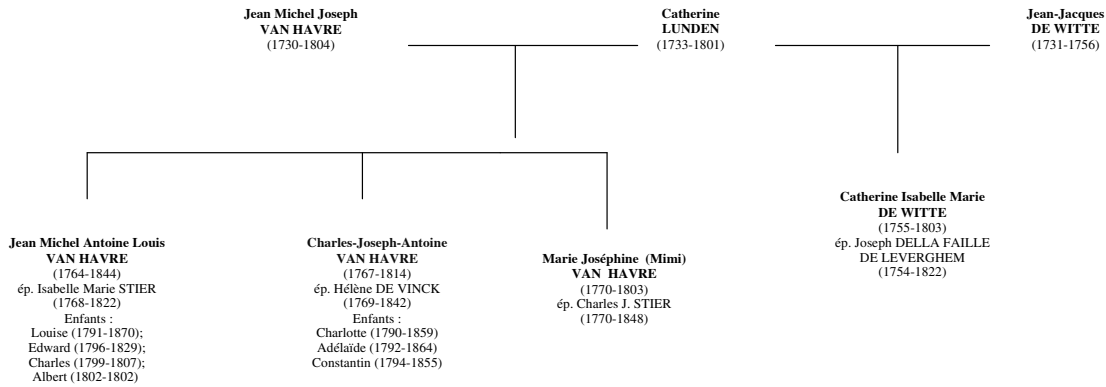 Jean Michel Joseph
VAN HAVRE
(1730-1804)
Catherine
LUNDEN
(1733-1801)
Jean-Jacques
DE WITTE
(1731-1756)
Jean Michel Antoine Louis
VAN HAVRE
(1764-1844)
ép. Isabelle Marie STIER
(1768-1822)
Enfants :
Louise (1791-1870);
Edward (1796-1829);
Charles (1799-1807);
Albert (1802-1802)
Charles-Joseph-Antoine
VAN HAVRE
(1767-1814)
ép. Hélène DE VINCK
(1769-1842)
Enfants :
Charlotte (1790-1859)
Adélaïde (1792-1864)
Constantin (1794-1855)
Marie Joséphine (Mimi)
VAN HAVRE
(1770-1803)
ép. Charles J. STIER
(1770-1848)
Catherine Isabelle Marie
DE WITTE
(1755-1803)
ép. Joseph DELLA FAILLE
DE LEVERGHEM
(1754-1822)